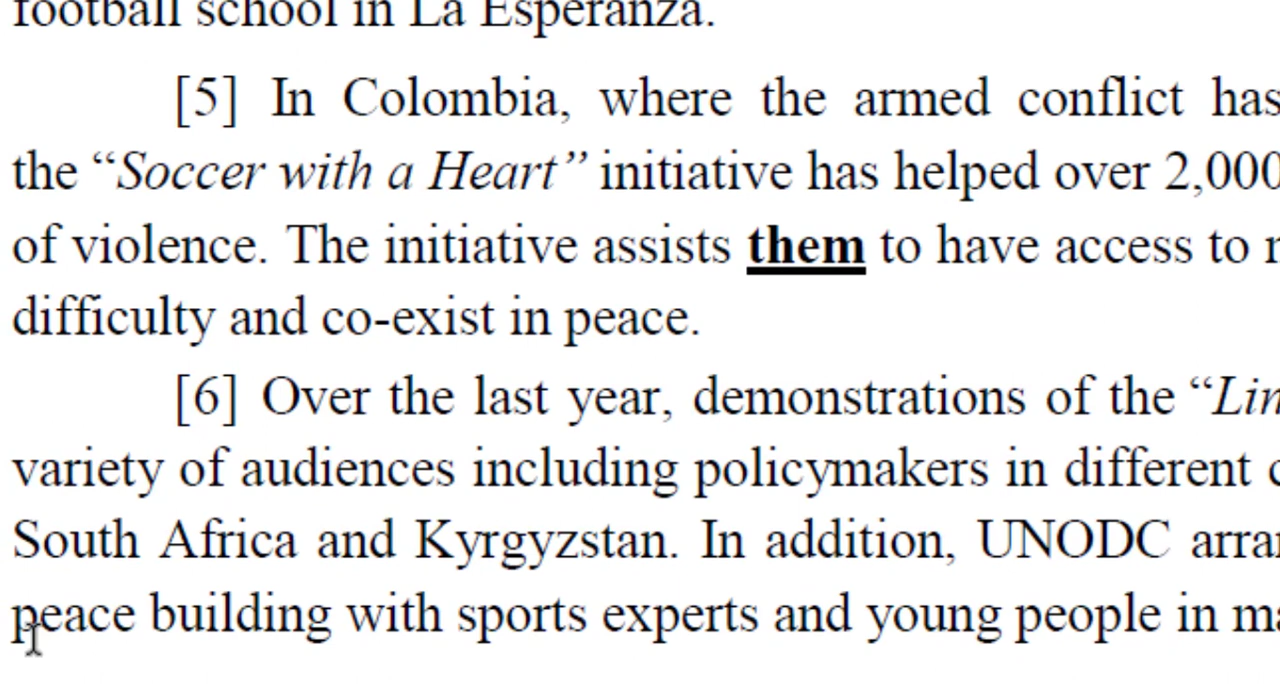 football school in La Esperanza.
[5] In Colombia, where the armed conflict has
the “Soccer with a Heart” initiative has helped over 2,000
of violence. The initiative assists them to have access to r
difficulty and co-exist in peace.
[6] Over the last year, demonstrations of the “Lin
variety of audiences including policymakers in different c
South Africa and Kyrgyzstan. In addition, UNODC arra
peace building with sports experts and young people in ma